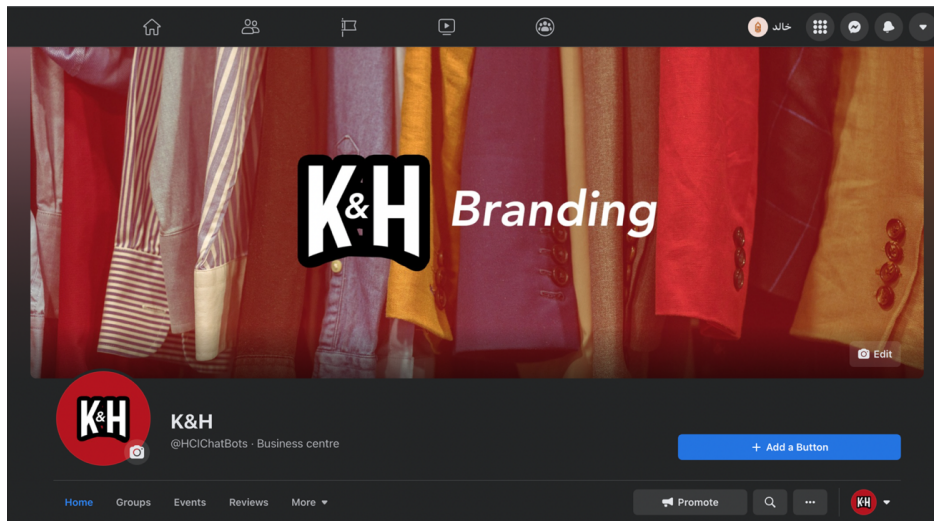 خالد
K&H Branding
Edit
K&H
K&H
@HCIChatBots · Business centre
+ Add a Button
Home Groups Events Reviews More
Promote
K&H